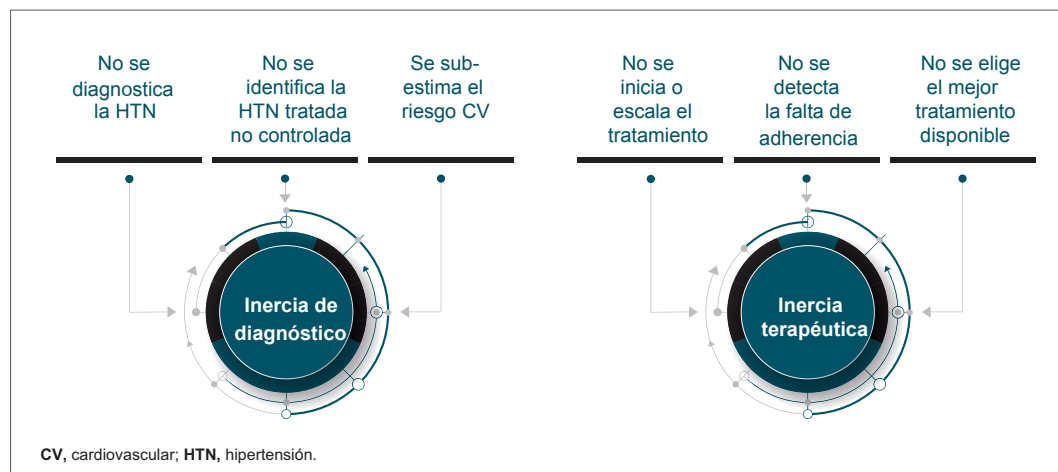 No se
diagnostica
la HTN
No se
identifica la
HTN tratada
no controlada
Se sub-
estima el
riesgo CV
No se
inicia o
escala el
tratamiento
No se
detecta
la falta de
adherencia
No se elige
el mejor
tratamiento
disponible
Inercia de
diagnóstico
Inercia
terapéutica
CV, cardiovascular; HTN, hipertensión.